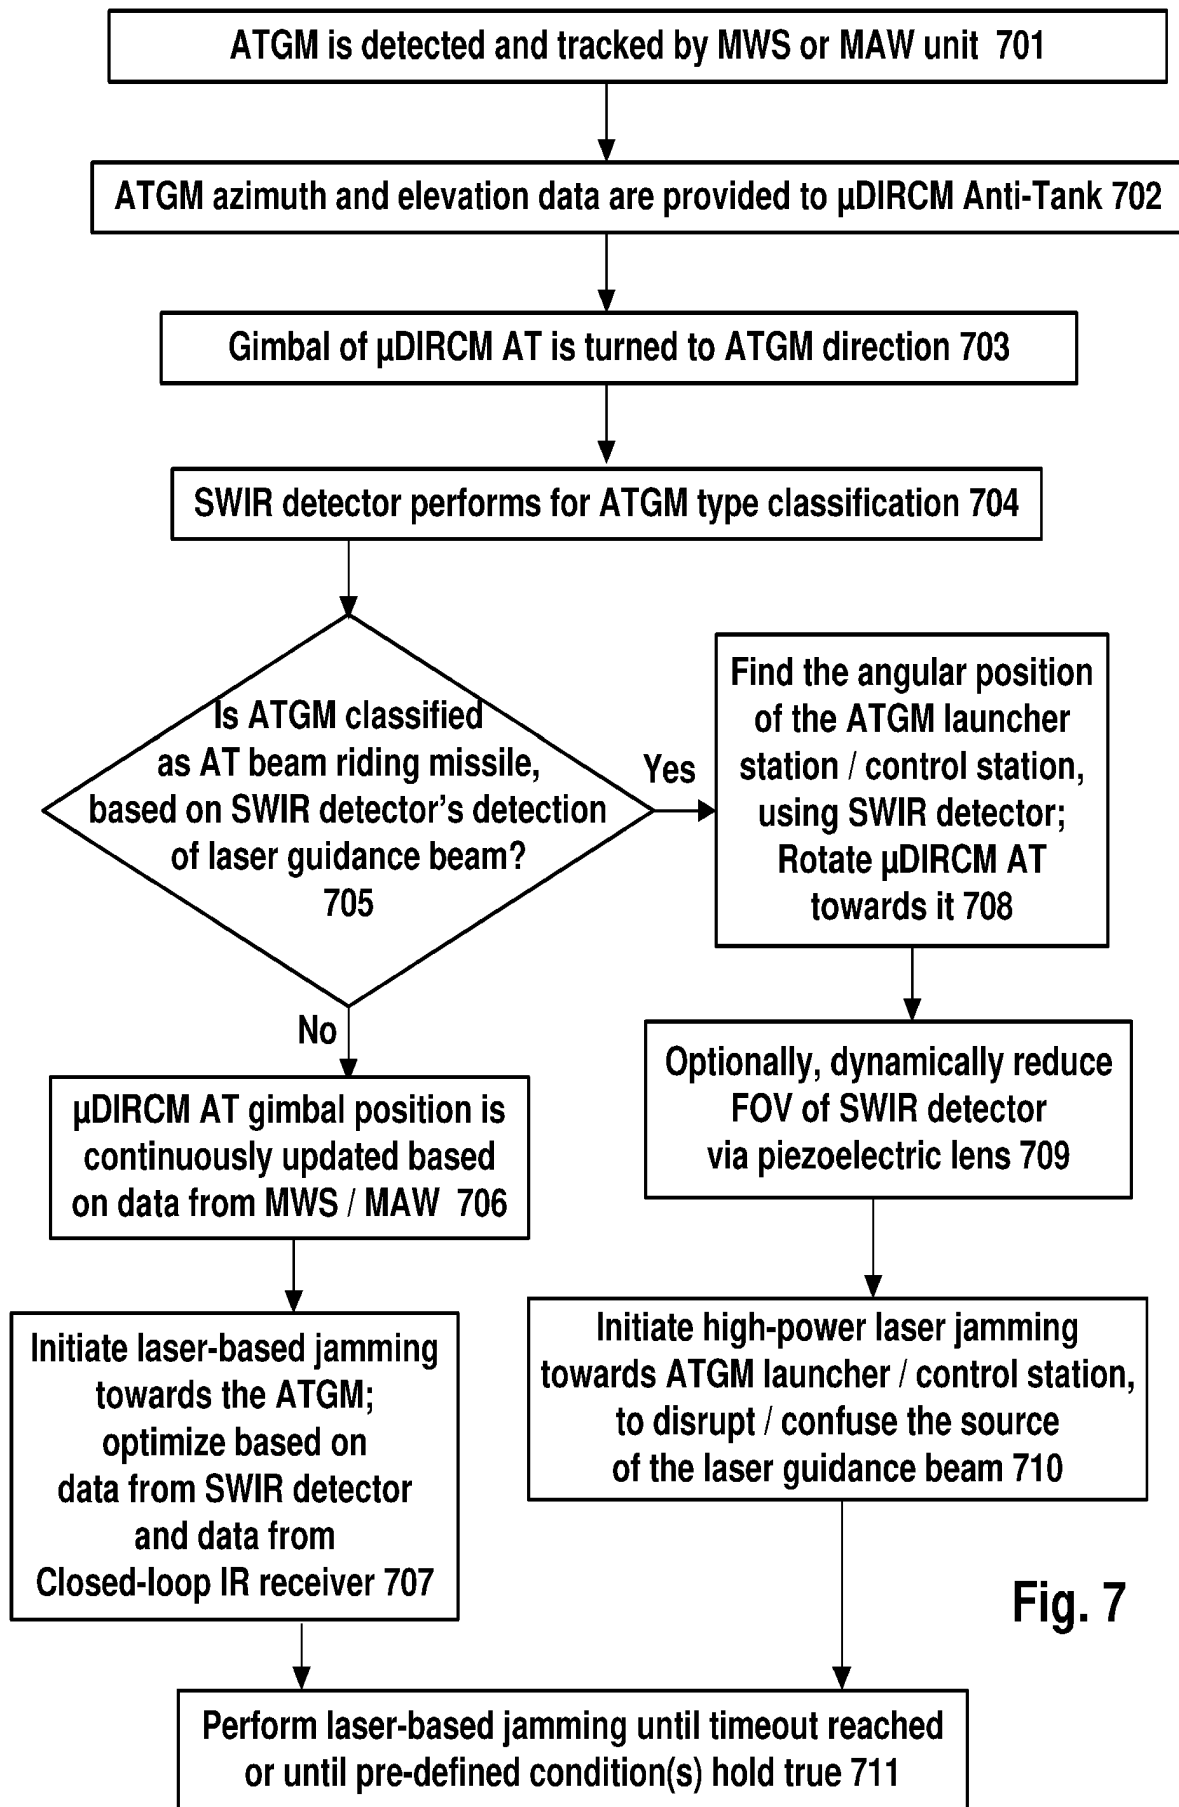 ATGM is detected and tracked by MWS or MAW unit 701
ATGM azimuth and elevation data are provided to µDIRCM Anti-Tank 702
Gimbal of µDIRCM AT is turned to ATGM direction 703
SWIR detector performs for ATGM type classification 704
Is ATGM classified
as AT beam riding missile,
based on SWIR detector's detection
of laser guidance beam?
705
Yes
Find the angular position
of the ATGM launcher
station / control station,
using SWIR detector;
Rotate µDIRCM AT
towards it 708
No
Optionally, dynamically reduce
FOV of SWIR detector
via piezoelectric lens 709
µDIRCM AT gimbal position is
continuously updated based
on data from MWS / MAW 706
Initiate high-power laser jamming
towards ATGM launcher / control station,
to disrupt / confuse the source
of the laser guidance beam 710
Initiate laser-based jamming
towards the ATGM;
optimize based on
data from SWIR detector
and data from
Closed-loop IR receiver 707
Fig. 7
Perform laser-based jamming until timeout reached
or until pre-defined condition(s) hold true 711